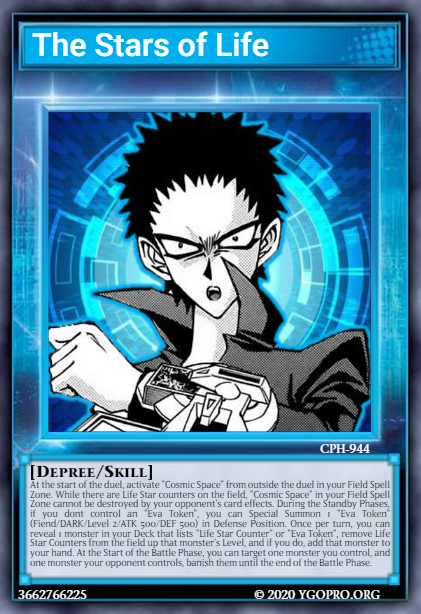 The Stars of Life
CPH-944
[Depree/Skill]
At the start of the duel, activate "Cosmic Space" from outside the duel in your Field Spell
Zone. While there are Life Star counters on the field, "Cosmic Space" in your Field Spell
Zone cannot be destroyed by your opponent's card effects. During the Standby Phases,
if you dont control an "Eva Token", you can Special Summon 1 "Eva Token"
(Fiend/DARK/Level 2/ATK 500/DEF 500) in Defense Position. Once per turn, you can
reveal 1 monster in your Deck that lists "Life Star Counter" or "Eva Token", remove Life
Star Counters from the field up that monster's Level, and if you do, add that monster to
your hand. At the Start of the Battle Phase, you can target one monster you control, and
one monster your opponent controls, banish them until the end of the Battle Phase.
3662766225
© 2020 YGOPRO.ORG